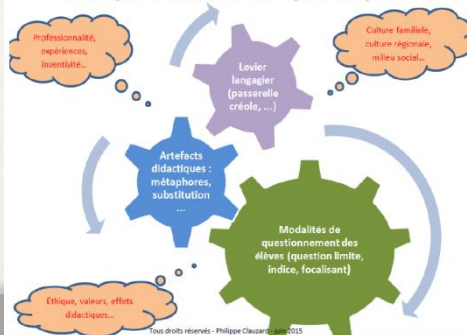 Professionnalité,
expériences,
inventivité...
Culture familiale,
culture régionale,
milieu social...
Levier
langagier
(passerelle
créole, ...)
Artefacts
didactiques :
métaphores,
substitution
...
Modalités de
questionnement des
élèves (question limite,
indice, focalisant)
Éthique, valeurs, effets
didactiques...
Tous droits réservés - Philippe Clauzard - juin 2015